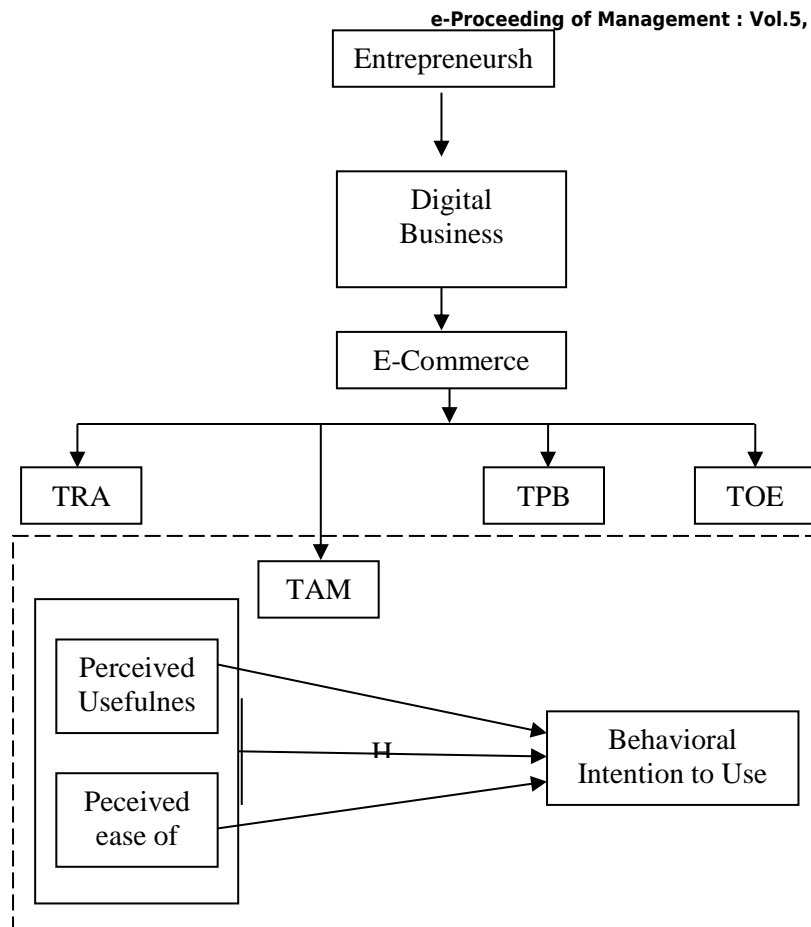 e-Proceeding of Management : Vol.5,
Entrepreneursh
Digital
Business
E-Commerce
TRA
TPB
TOE
TAM
Perceived
Usefulnes
H
Behavioral
Intention to Use
Peceived
ease of